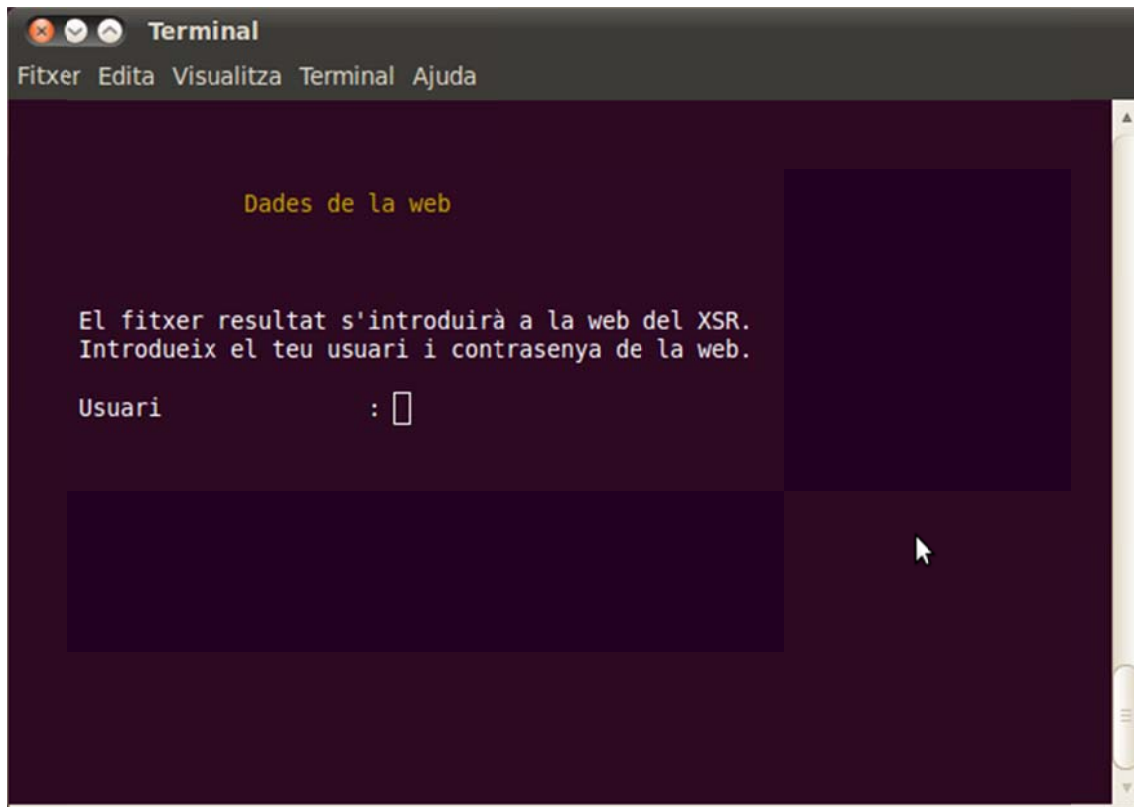 Terminal
Fitxer Edita Visualitza Terminal Ajuda
Dades de la web
El fitxer resultat s'introduirà a la web del XSR.
Introdueix el teu usuari i contrasenya de la web.
Usuari :